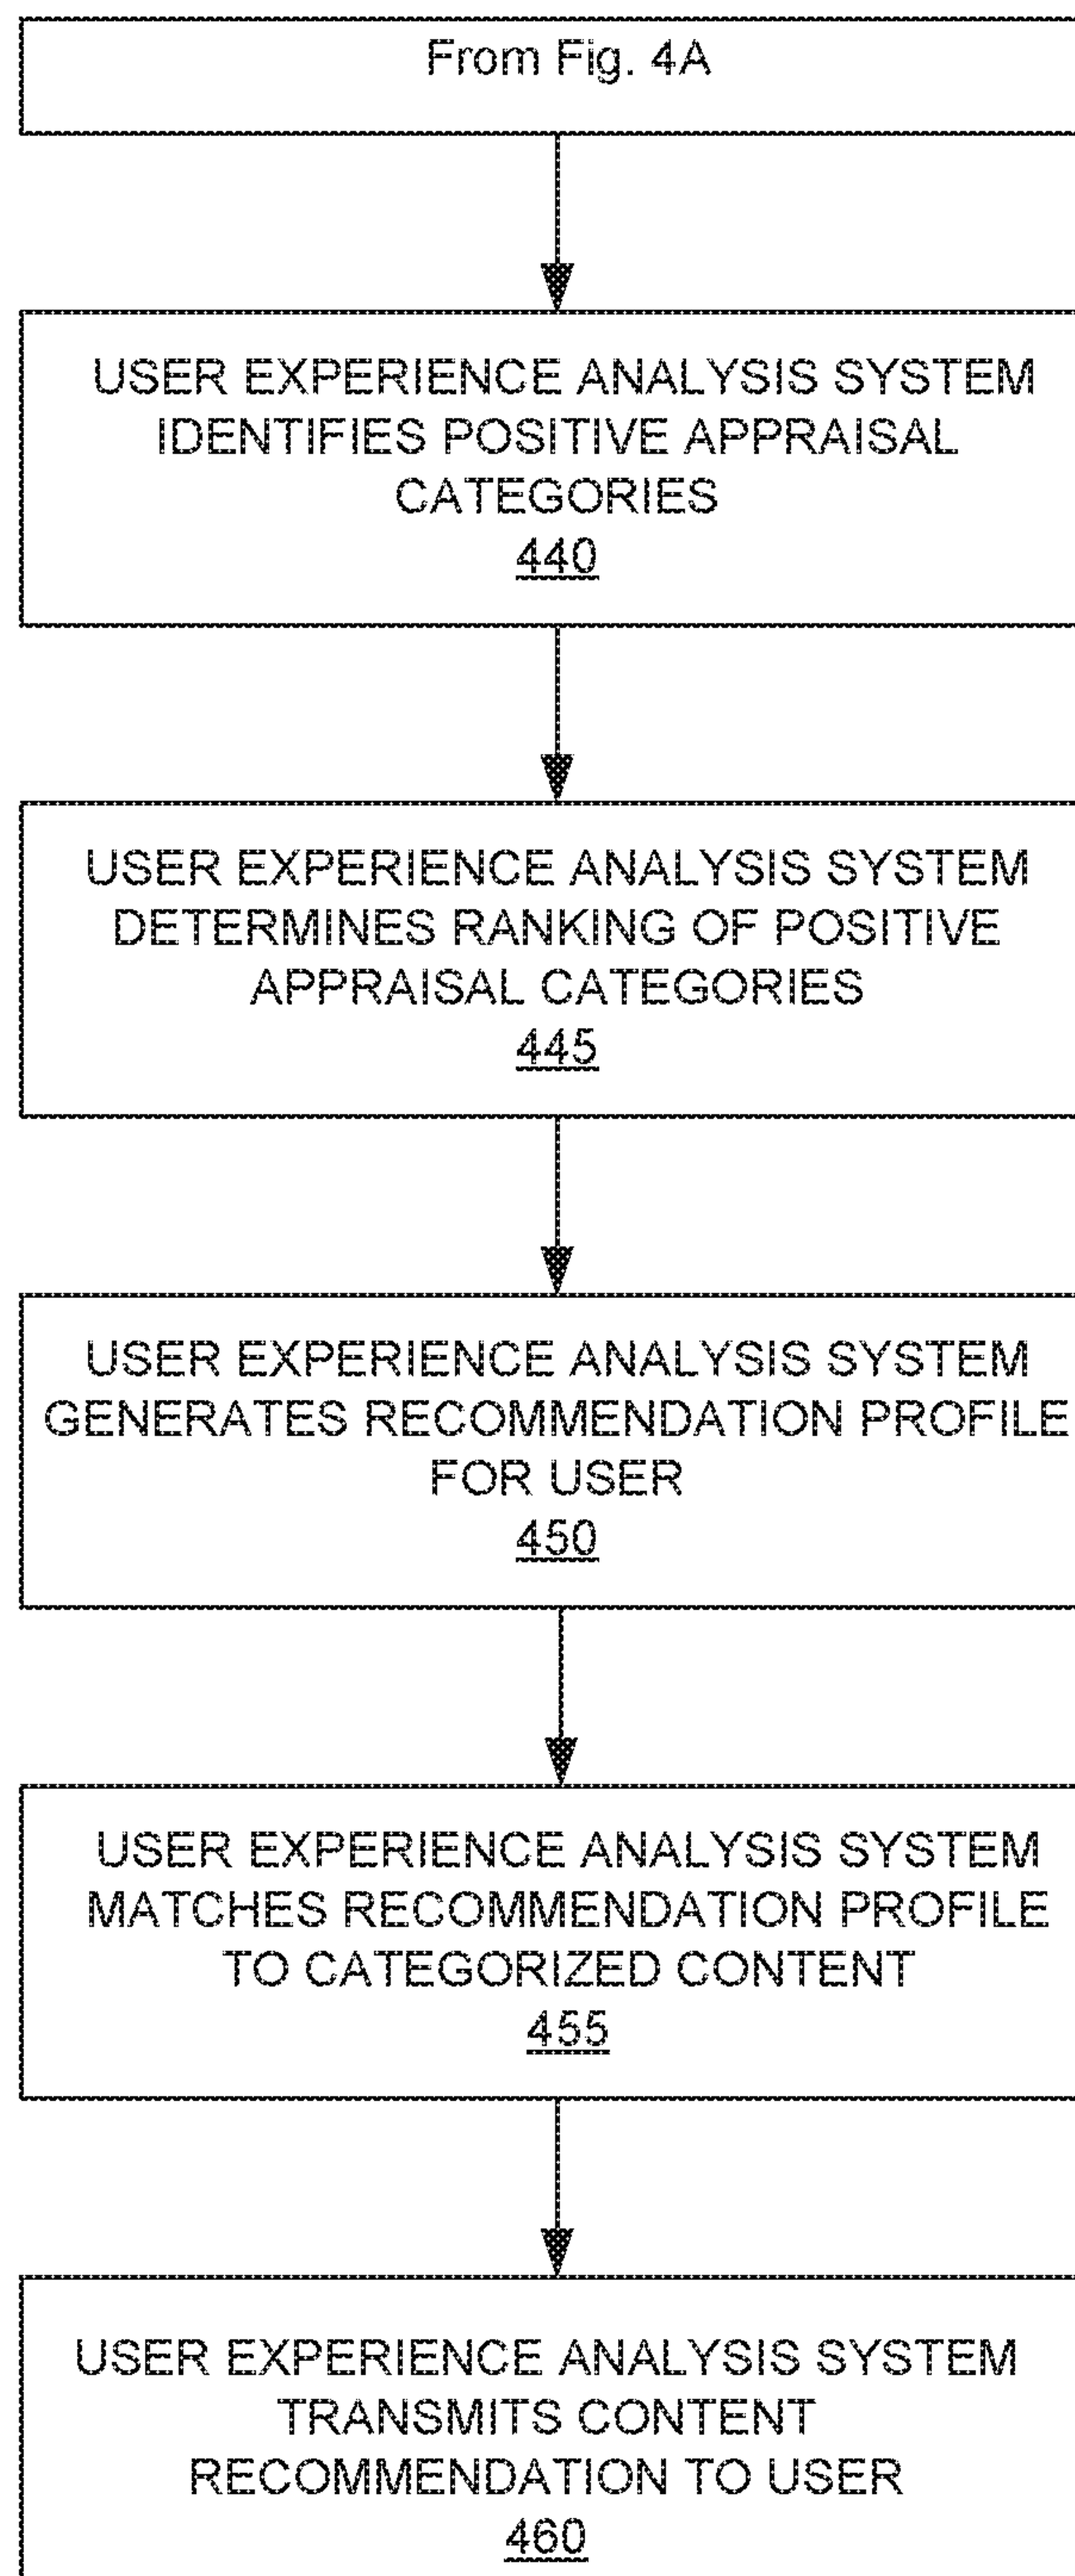 From Fig. 4A
USER EXPERIENCE ANALYSIS SYSTEM
IDENTIFIES POSITIVE APPRAISAL
CATEGORIES
440
USER EXPERIENCE ANALYSIS SYSTEM
DETERMINES RANKING OF POSITIVE
APPRAISAL CATEGORIES
445
USER EXPERIENCE ANALYSIS SYSTEM
GENERATES RECOMMENDATION PROFILE
FOR USER
450
USER EXPERIENCE ANALYSIS SYSTEM
MATCHES RECOMMENDATION PROFILE
TO CATEGORIZED CONTENT
455
USER EXPERIENCE ANALYSIS SYSTEM
TRANSMITS CONTENT
RECOMMENDATION TO USER
460